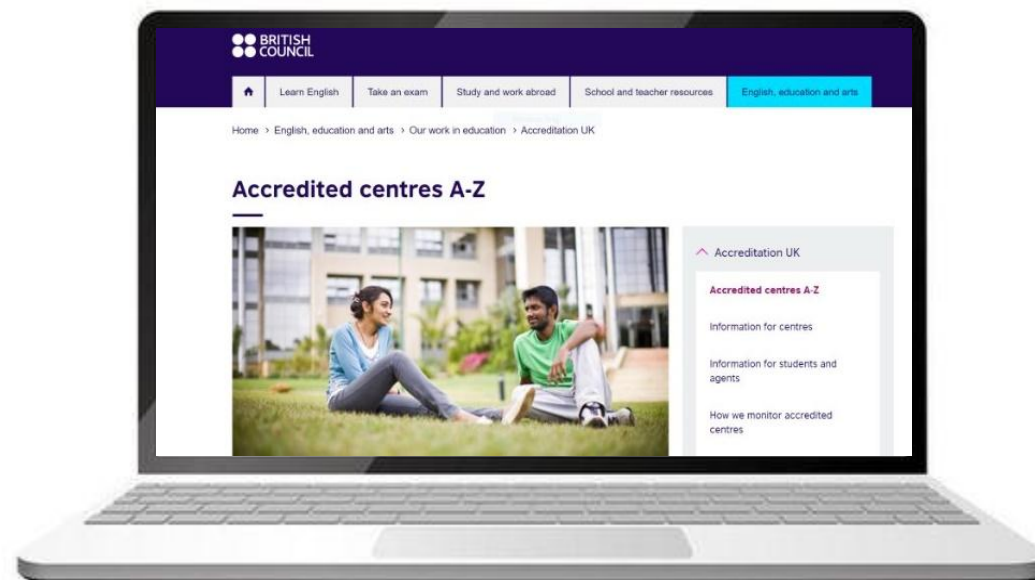 BRITISH
COUNCIL
Learn English
Take an exam
Study and work abroad
School and teacher resources
English, education and arts
Home > English, education and arts > Our work in education > Accreditation UK
Accredited centres A-Z
Accreditation UK
Accredited centres A-Z
Information for centres
Information for students and
agents
How we monitor accredited
centres